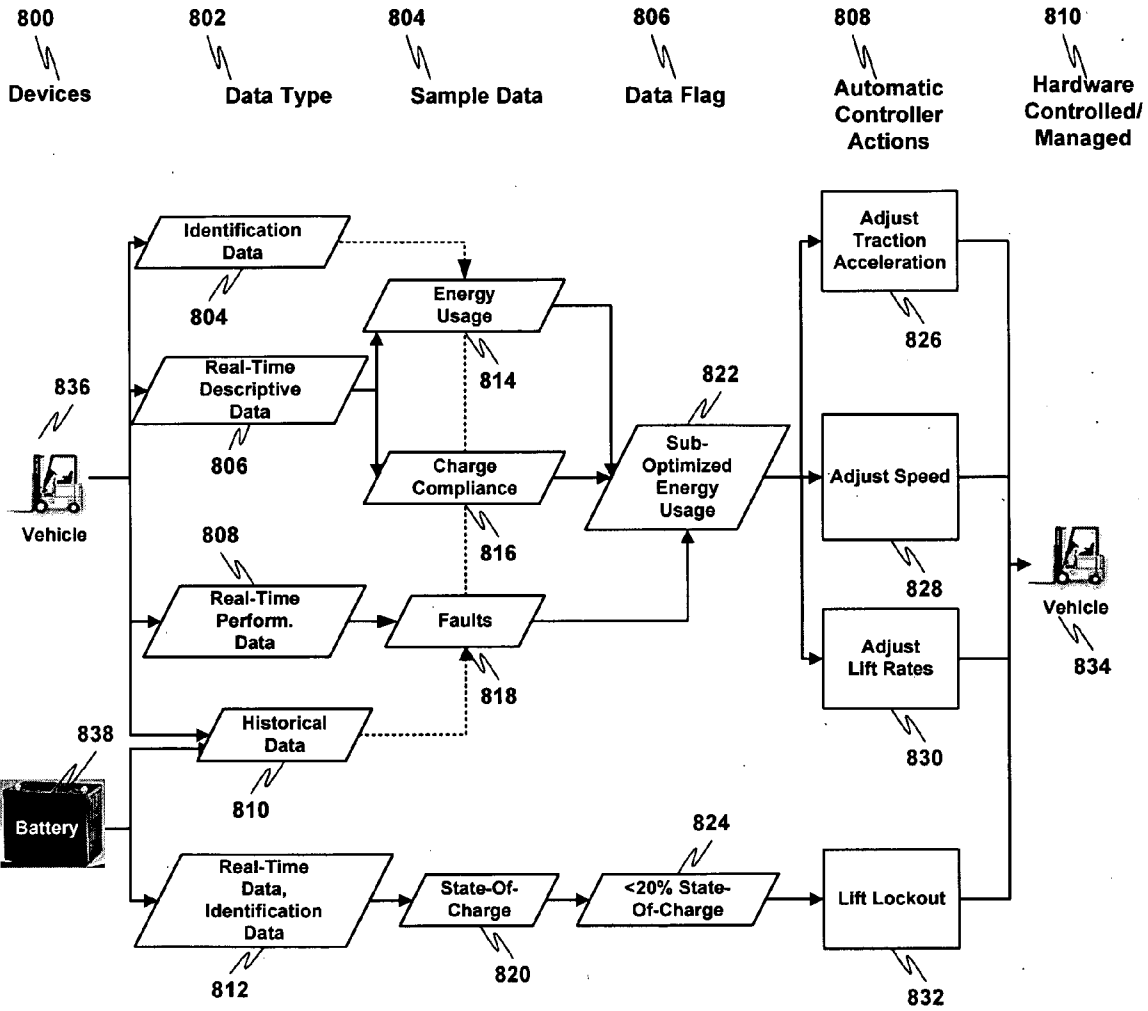 800
802
804
806
808
810
Devices
Data Type
Sample Data
Data Flag
Automatic
Controller
Actions
Hardware
Controlled/
Managed
Identification
Data
804
Energy
Usage
814
Adjust
Traction
Acceleration
826
836
Vehicle
Real-Time
Descriptive
Data
806
Charge
Compliance
816
822
Sub-
Optimized
Energy
Usage
Adjust Speed
828
808
Real-Time
Perform.
Data
Faults
818
Adjust
Lift Rates
830
Vehicle
834
838
Battery
Historical
Data
810
Real-Time
Data,
Identification
Data
812
State-Of-
Charge
820
824
<20% State-
Of-Charge
Lift Lockout
832